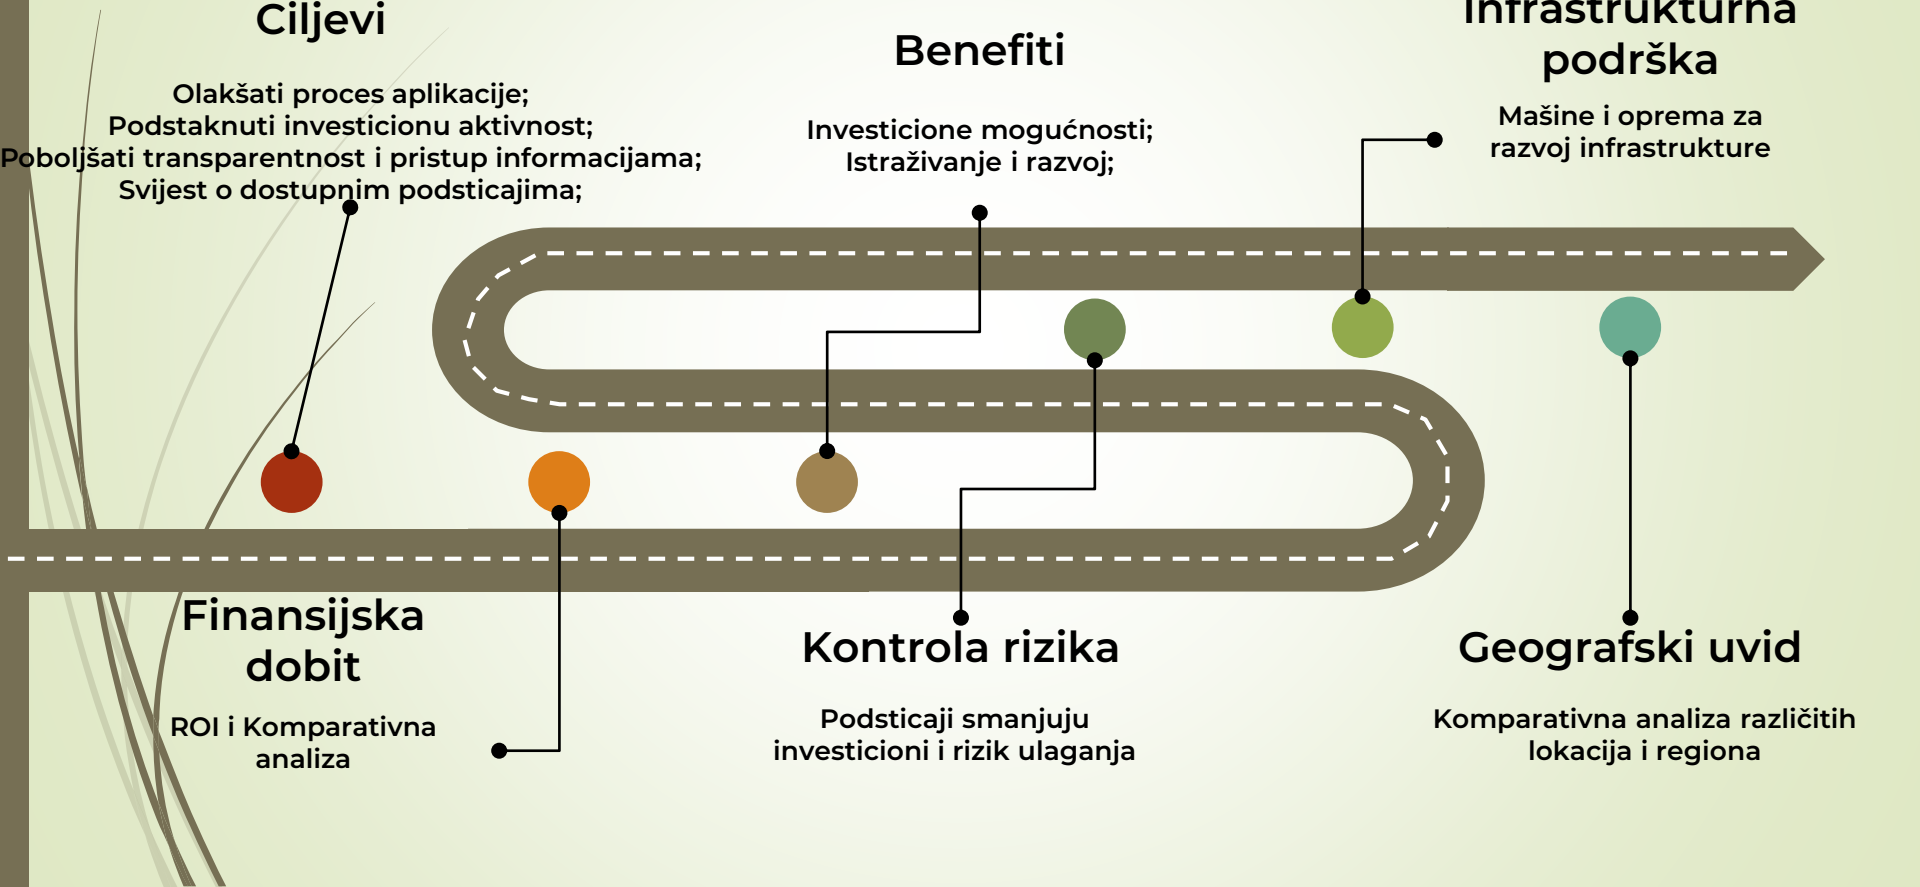 Ciljevi
Olakšati proces aplikacije;
Podstaknuti investicionu aktivnost;
Poboljšati transparentnost i pristup informacijama;
Svijest o dostupnim podsticajima;
Benefiti
Investicione mogućnosti;
Istraživanje i razvoj;
Infrastrukturna
podrška
Mašine i oprema za
razvoj infrastrukture
Finansijska
dobit
ROI i Komparativna
analiza
Kontrola rizika
Podsticaji smanjuju
investicioni i rizik ulaganja
Geografski uvid
Komparativna analiza različitih
lokacija i regiona